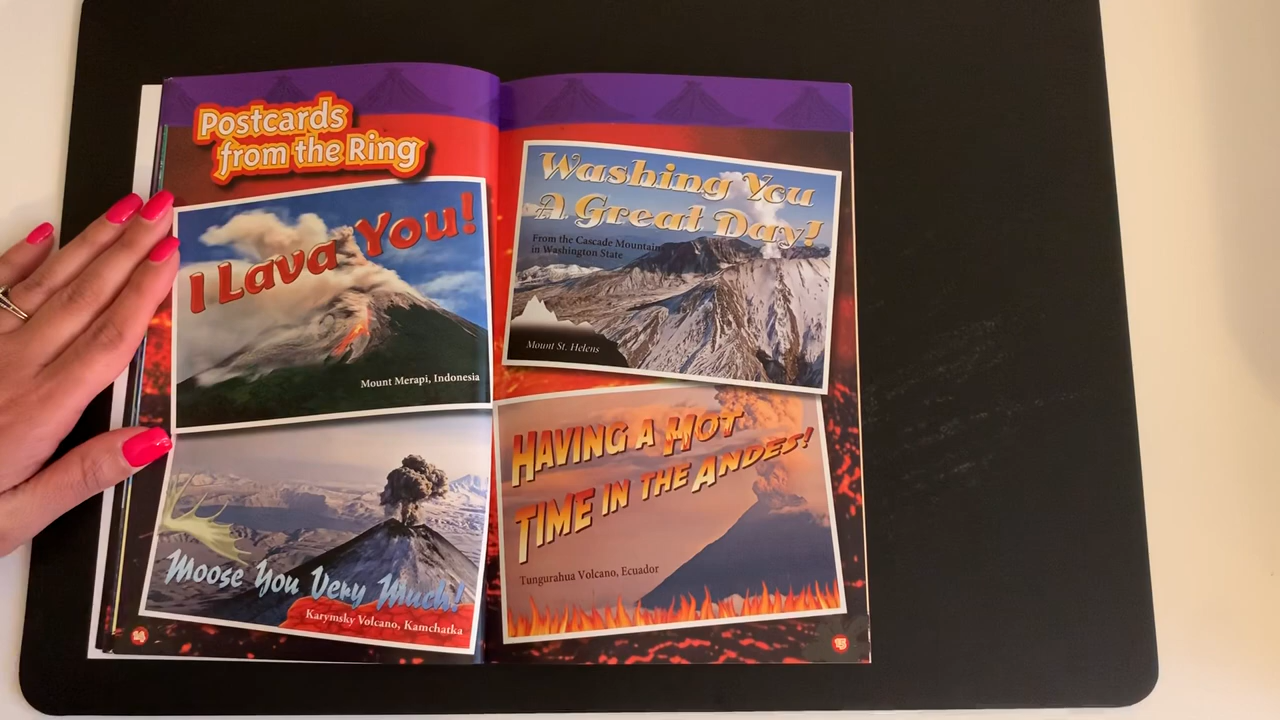 Postcards
from the Ring
I Lava You!
Mount Merapi, Indonesia
Moose You Very Much!
Karymsky Volcano, Kamchatka
14
Washing You
A Great Day!
From the Cascade Mountains
in Washington State
Mount St. Helens
HAVING A HOT
TIME IN THE ANDES!
Tungurahua Volcano, Ecuador
15